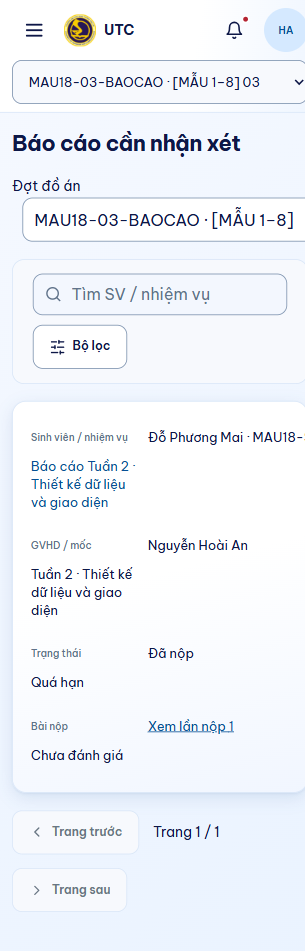 UTC
HA
MAU18-03-BAOCAO · [MẪU 1-8] 03
Báo cáo cần nhận xét
Đợt đồ án
MAU18-03-BAOCAO · [MẪU 1-8]
Tìm SV / nhiệm vụ
Bộ lọc
Sinh viên / nhiệm vụ
Đỗ Phương Mai · MAU18-
Báo cáo Tuần 2 ·
Thiết kế dữ liệu
và giao diện
GVHD / mốc
Nguyễn Hoài An
Tuần 2 · Thiết kế
dữ liệu và giao
diện
Trạng thái
Đã nộp
Quá hạn
Bài nộp
Xem lần nộp 1
Chưa đánh giá
Trang trước
Trang 1 / 1
Trang sau